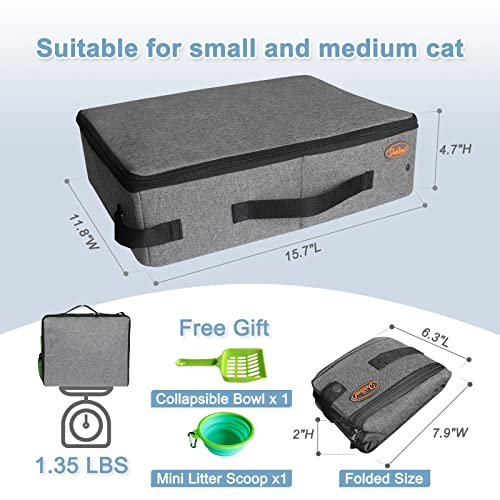 Suitable for small and medium cat
4.7"H
11.8"W
15.7"L
Free Gift
Collapsible Bowl x 1
Mini Litter Scoop x1
1.35 LBS
6.3"L
7.9"W
2"H
Folded Size